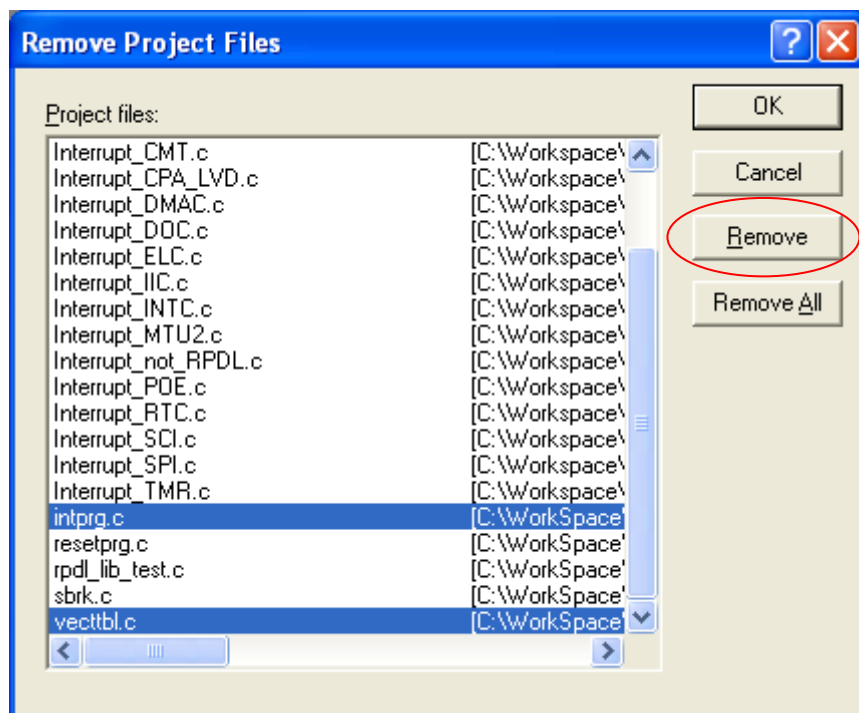 Remove Project Files
Project files:
OK
Cancel
Remove
Remove All
Interrupt_CMT.c [C:\Workspace\
Interrupt_CPA_LVD.c [C:\Workspace\
Interrupt_DMAC.c [C:\Workspace\
Interrupt_DOC.c [C:\Workspace\
Interrupt_ELC.c [C:\Workspace\
Interrupt_IIC.c [C:\Workspace\
Interrupt_INTC.c [C:\Workspace\
Interrupt_MTU2.c [C:\Workspace\
Interrupt_not_RPDL.c [C:\Workspace\
Interrupt_POE.c [C:\Workspace\
Interrupt_RTC.c [C:\Workspace\
Interrupt_SCI.c [C:\Workspace\
Interrupt_SPI.c [C:\Workspace\
Interrupt_TMR.c [C:\Workspace\
intprg.c [C:\WorkSpace\
resetprg.c [C:\WorkSpace\
rpdl_lib_test.c [C:\WorkSpace\
sbrk.c [C:\WorkSpace\
vecttbl.c [C:\WorkSpace\